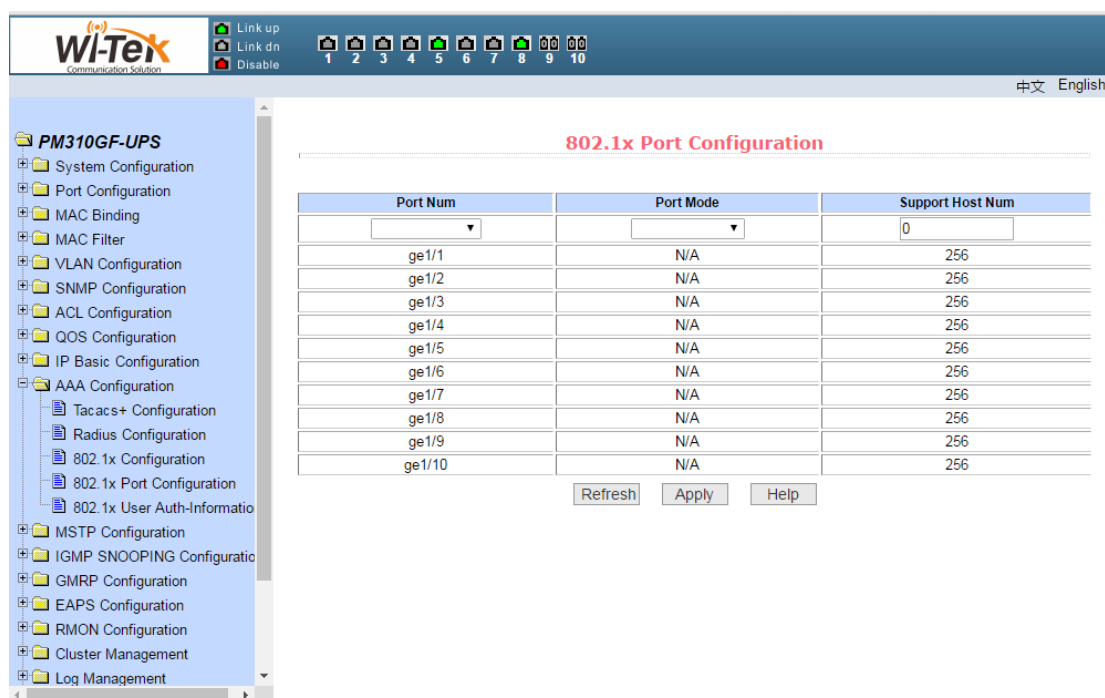 Wi-Tek
Communication Solution
Link up
Link dn
Disable
1 2 3 4 5 6 7 8 9 10
中文 English
PM310GF-UPS
System Configuration
Port Configuration
MAC Binding
MAC Filter
VLAN Configuration
SNMP Configuration
ACL Configuration
QOS Configuration
IP Basic Configuration
AAA Configuration
Tacacs+ Configuration
Radius Configuration
802.1x Configuration
802.1x Port Configuration
802.1x User Auth-Informatio
MSTP Configuration
IGMP SNOOPING Configuratio
GMRP Configuration
EAPS Configuration
RMON Configuration
Cluster Management
Log Management
802.1x Port Configuration
Port Num Port Mode Support Host Num
0
ge1/1 N/A 256
ge1/2 N/A 256
ge1/3 N/A 256
ge1/4 N/A 256
ge1/5 N/A 256
ge1/6 N/A 256
ge1/7 N/A 256
ge1/8 N/A 256
ge1/9 N/A 256
ge1/10 N/A 256
Refresh Apply Help